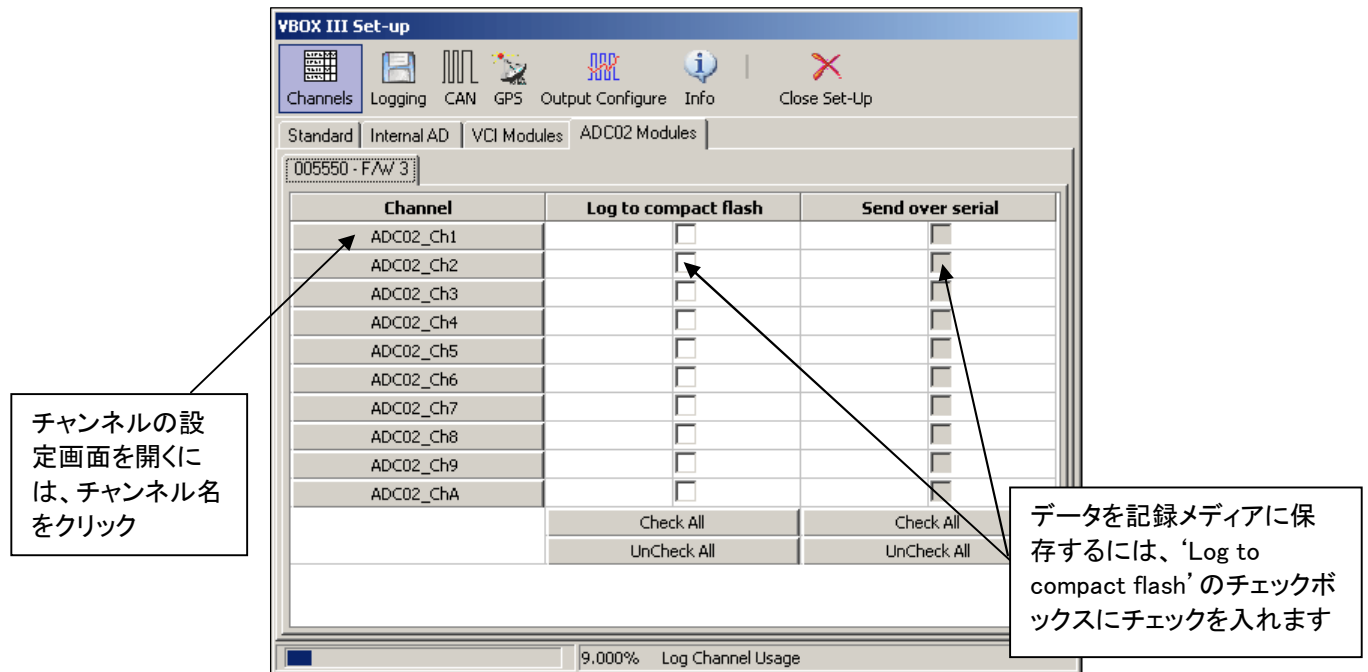 VBOX III Set-up
Channels Logging CAN GPS Output Configure Info Close Set-Up
Standard Internal AD VCI Modules ADC02 Modules
005550 - F/W 3
Channel Log to compact flash Send over serial
ADC02_Ch1
ADC02_Ch2
ADC02_Ch3
ADC02_Ch4
ADC02_Ch5
ADC02_Ch6
ADC02_Ch7
ADC02_Ch8
ADC02_Ch9
ADC02_ChA
Check All Check All
UnCheck All UnCheck All
9.000% Log Channel Usage
チャンネルの設
定画面を開くに
は、チャンネル名
をクリック
データを記録メディアに保
存するには、‘Log to
compact flash’のチェックボ
ックスにチェックを入れます